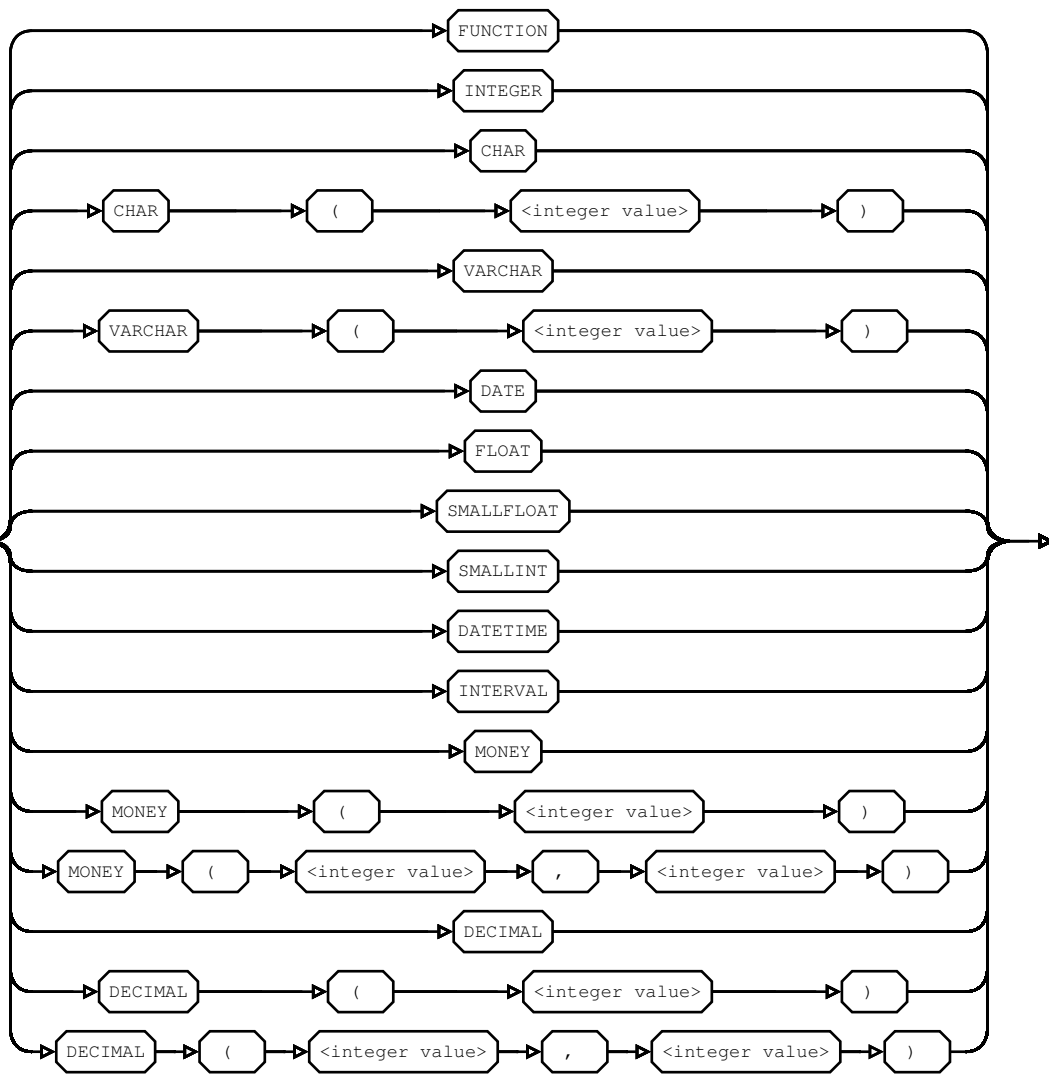 FUNCTION
INTEGER
CHAR
CHAR ( <integer value> )
VARCHAR
VARCHAR ( <integer value> )
DATE
FLOAT
SMALLFLOAT
SMALLINT
DATETIME
INTERVAL
MONEY
MONEY ( <integer value> )
MONEY ( <integer value> , <integer value> )
DECIMAL
DECIMAL ( <integer value> )
DECIMAL ( <integer value> , <integer value> )